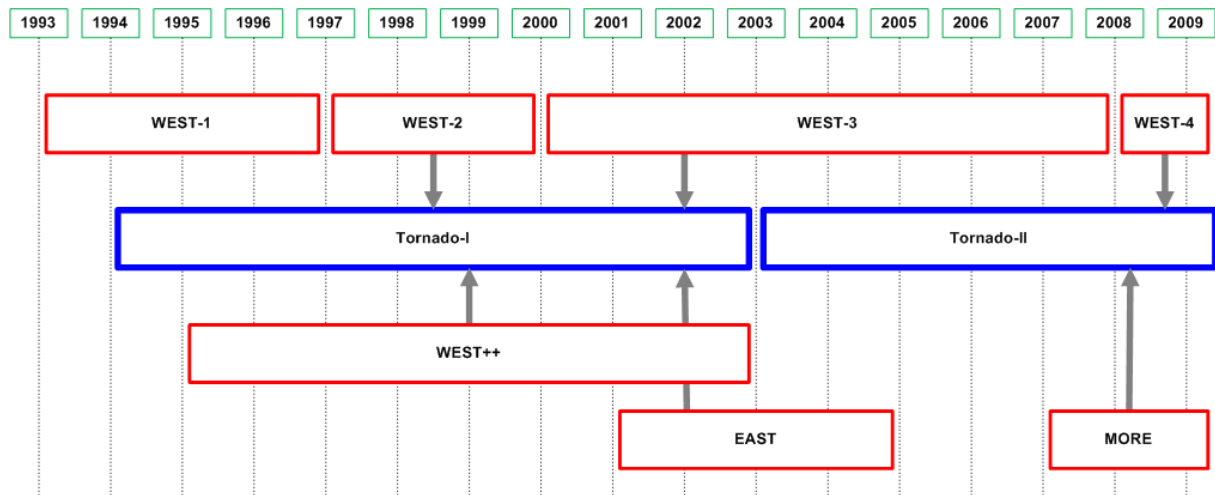 1993 1994 1995 1996 1997 1998 1999 2000 2001 2002 2003 2004 2005 2006 2007 2008 2009
WEST-1 WEST-2 WEST-3 WEST-4
Tornado-I Tornado-II
WEST++
EAST MORE